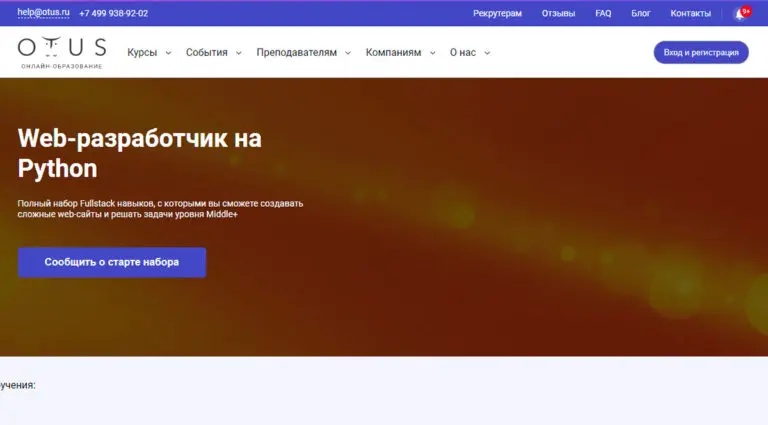 help@otus.ru +7 499 938-92-02 Рекрутерам Отзывы FAQ Блог Контакты 9+
OTUS
ОНЛАЙН-ОБРАЗОВАНИЕ
Курсы События Преподавателям Компаниям О нас Вход и регистрация
Web-разработчик на
Python
Полный набор Fullstack навыков, с которыми вы сможете создавать
сложные web-сайты и решать задачи уровня Middle+
Сообщить о старте набора
учения: